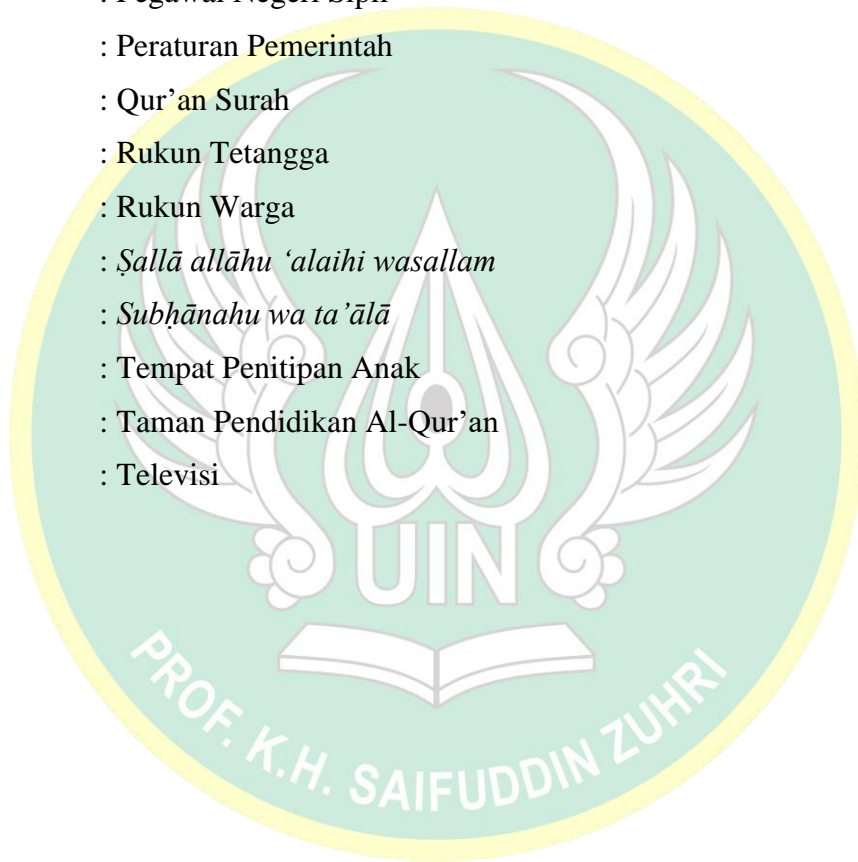 : Pegawai Negeri Sipil
: Peraturan Pemerintah
: Qur’an Surah
: Rukun Tetangga
: Rukun Warga
: Ṣallā allāhu ‘alaihi wasallam
: Subḥānahu wa ta’ālā
: Tempat Penitipan Anak
: Taman Pendidikan Al-Qur’an
: Televisi
UIN
PROF. K.H. SAIFUDDIN ZUHRI